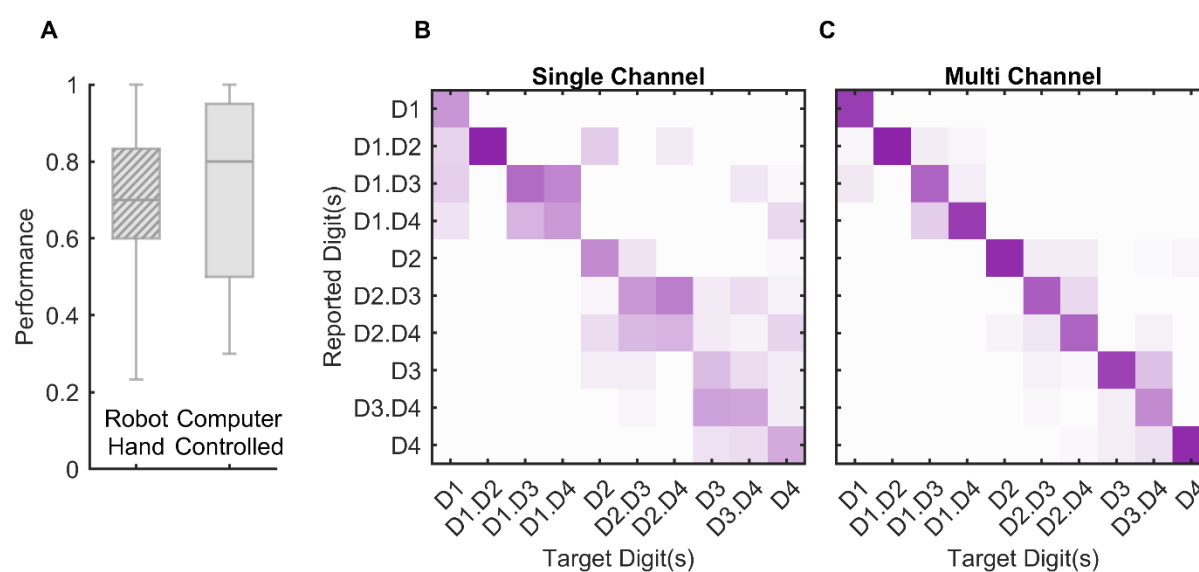 A
B
C
Single Channel
Multi Channel
Performance
1
0.8
0.6
0.4
0.2
0
Robot Computer
Hand Controlled
Reported Digit(s)
D1
D1.D2
D1.D3
D1.D4
D2
D2.D3
D2.D4
D3
D3.D4
D4
D1
D1.D2
D1.D3
D1.D4
D2
D2.D3
D2.D4
D3
D3.D4
D4
Target Digit(s)
D1
D1.D2
D1.D3
D1.D4
D2
D2.D3
D2.D4
D3
D3.D4
D4
Target Digit(s)